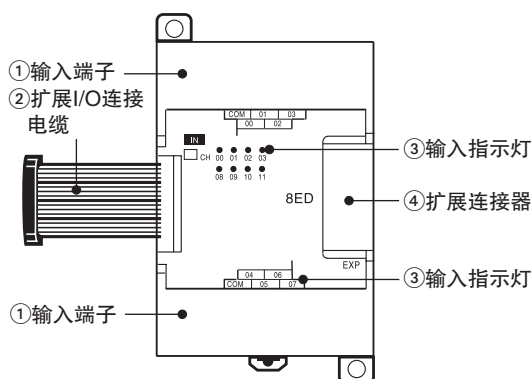 ①输入端子
②扩展I/O连接
电缆
COM 01 03
00 02
IN
CH 00 01 02 03
08 09 10 11
③输入指示灯
8ED
④扩展连接器
EXP
04 06
COM 05 07
③输入指示灯
①输入端子